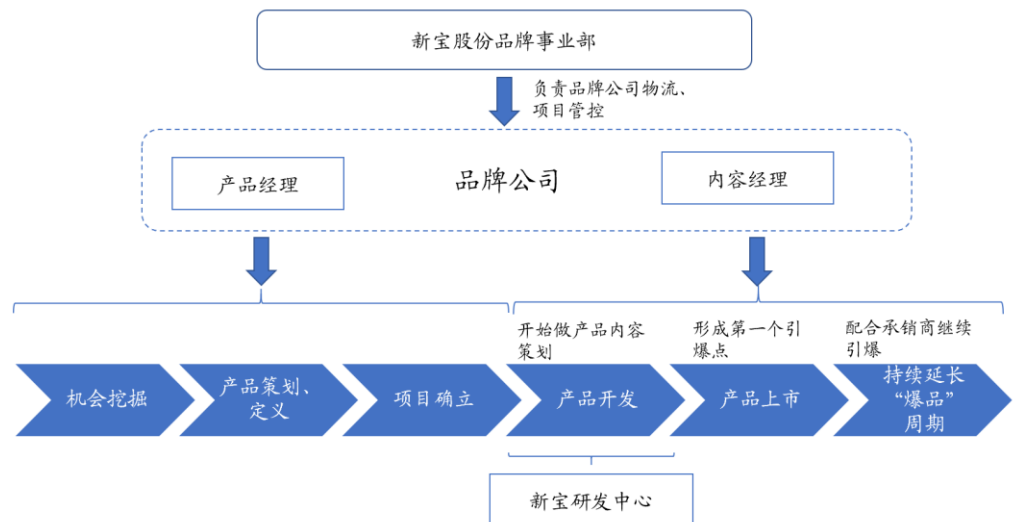 新宝股份品牌事业部
负责品牌公司物流、
项目管控
产品经理
品牌公司
内容经理
开始做产品内容
策划
形成第一个引
爆点
配合承销商继续
引爆
机会挖掘
产品策划、
定义
项目确立
产品开发
产品上市
持续延长
“爆品”
周期
新宝研发中心